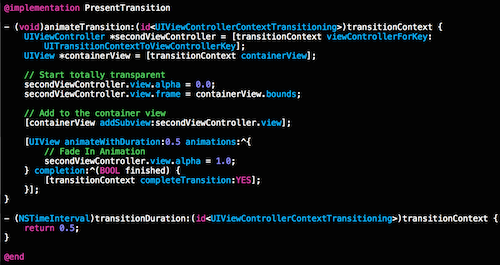 @implementation PresentTransition
- (void)animateTransition:(id<UIViewControllerContextTransitioning>)transitionContext {
UIViewController *secondViewController = [transitionContext viewControllerForKey:
UITransitionContextToViewControllerKey];
UIView *containerView = [transitionContext containerView];
// Start totally transparent
secondViewController.view.alpha = 0.0;
secondViewController.view.frame = containerView.bounds;
// Add to the container view
[containerView addSubview:secondViewController.view];
[UIView animateWithDuration:0.5 animations:^{
// Fade In Animation
secondViewController.view.alpha = 1.0;
} completion:^(BOOL finished) {
[transitionContext completeTransition:YES];
}];
}
- (NSTimeInterval)transitionDuration:(id<UIViewControllerContextTransitioning>)transitionContext {
return 0.5;
}
@end